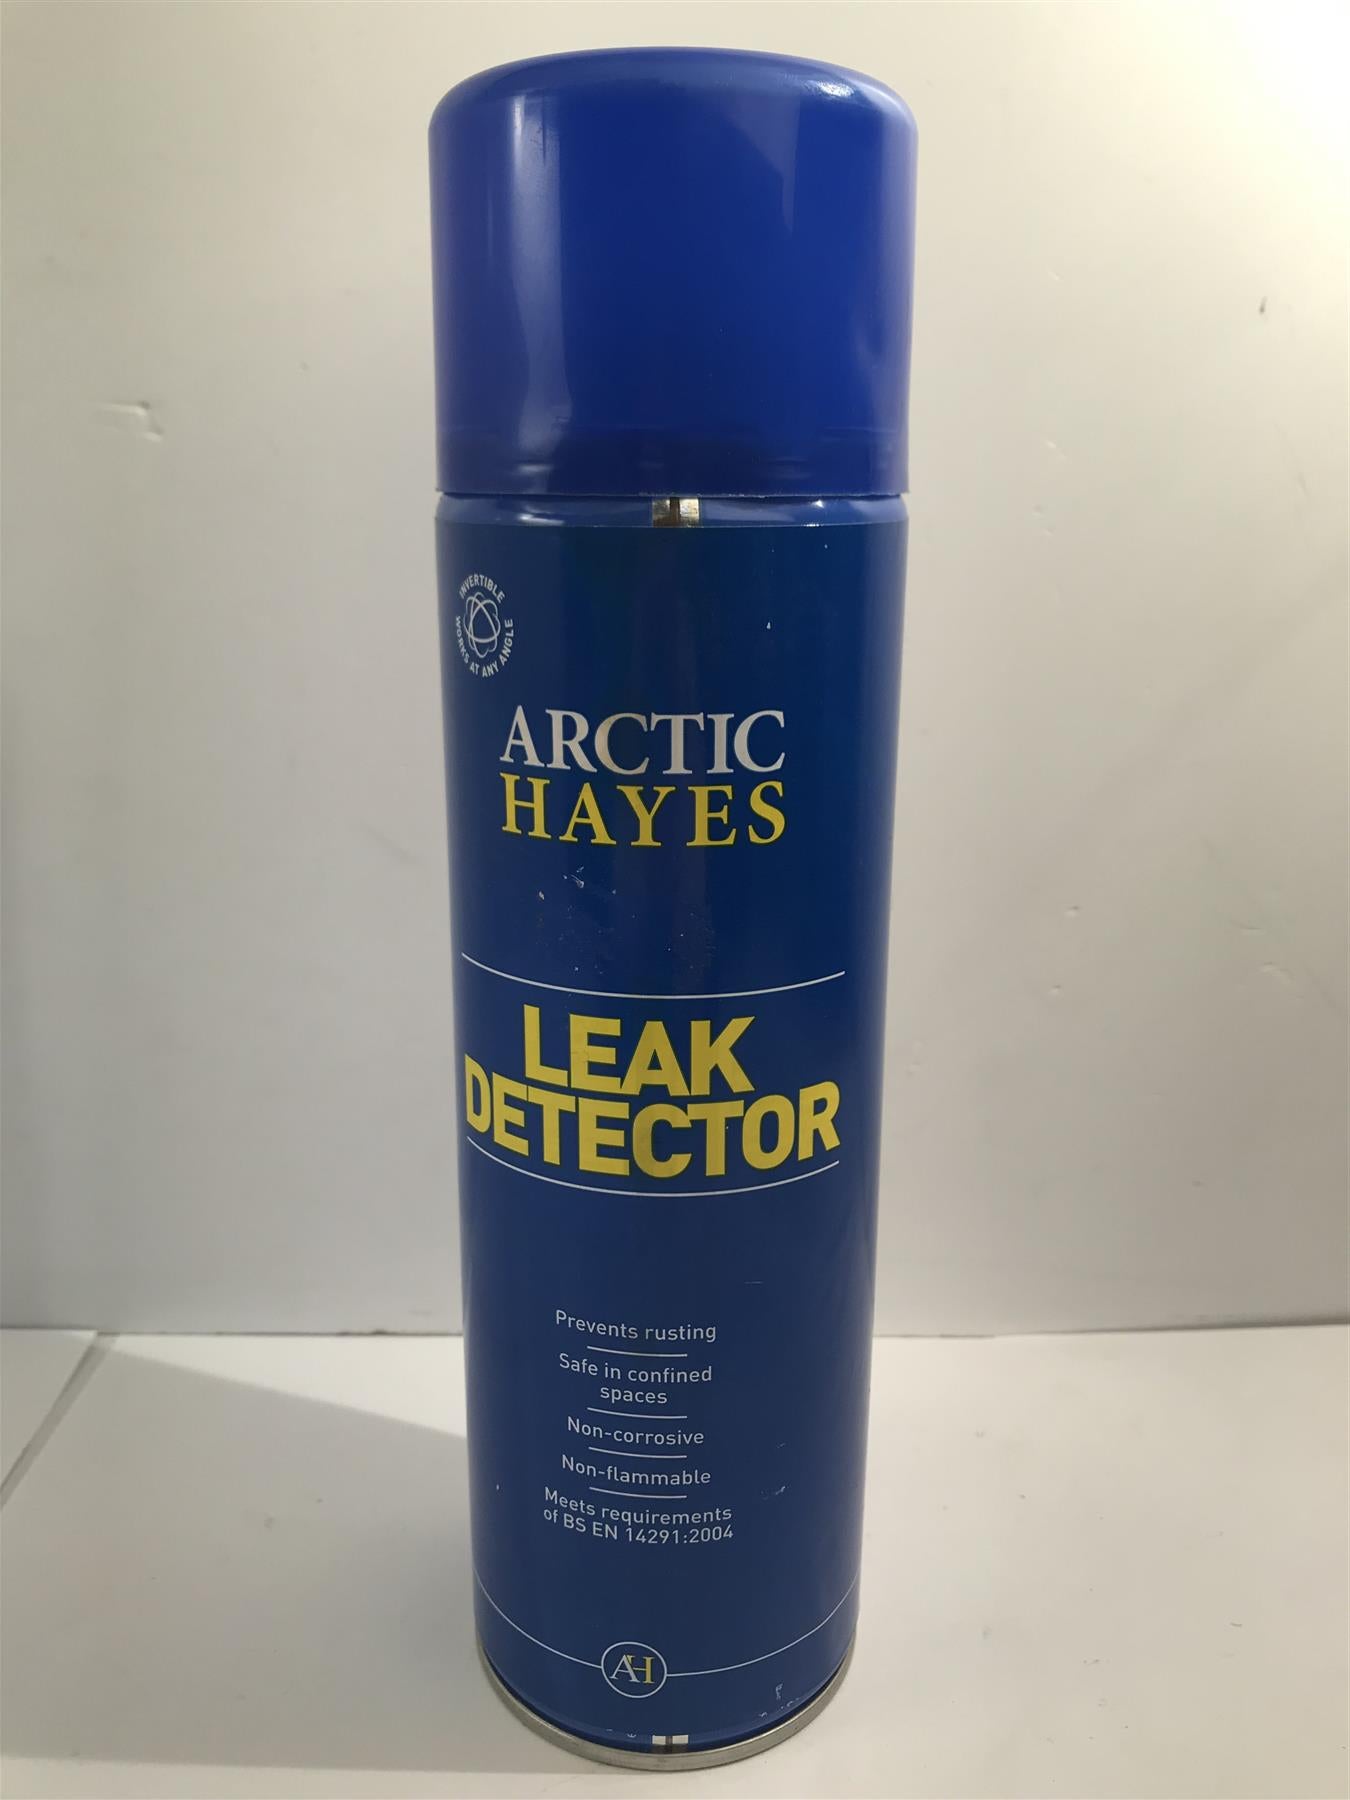 INVERTIBLE
WORKS AT ANY ANGLE
ARCTIC
HAYES
LEAK
DETECTOR
Prevents rusting
Safe in confined
spaces
Non-corrosive
Non-flammable
Meets requirements
of BS EN 14291:2004
AH